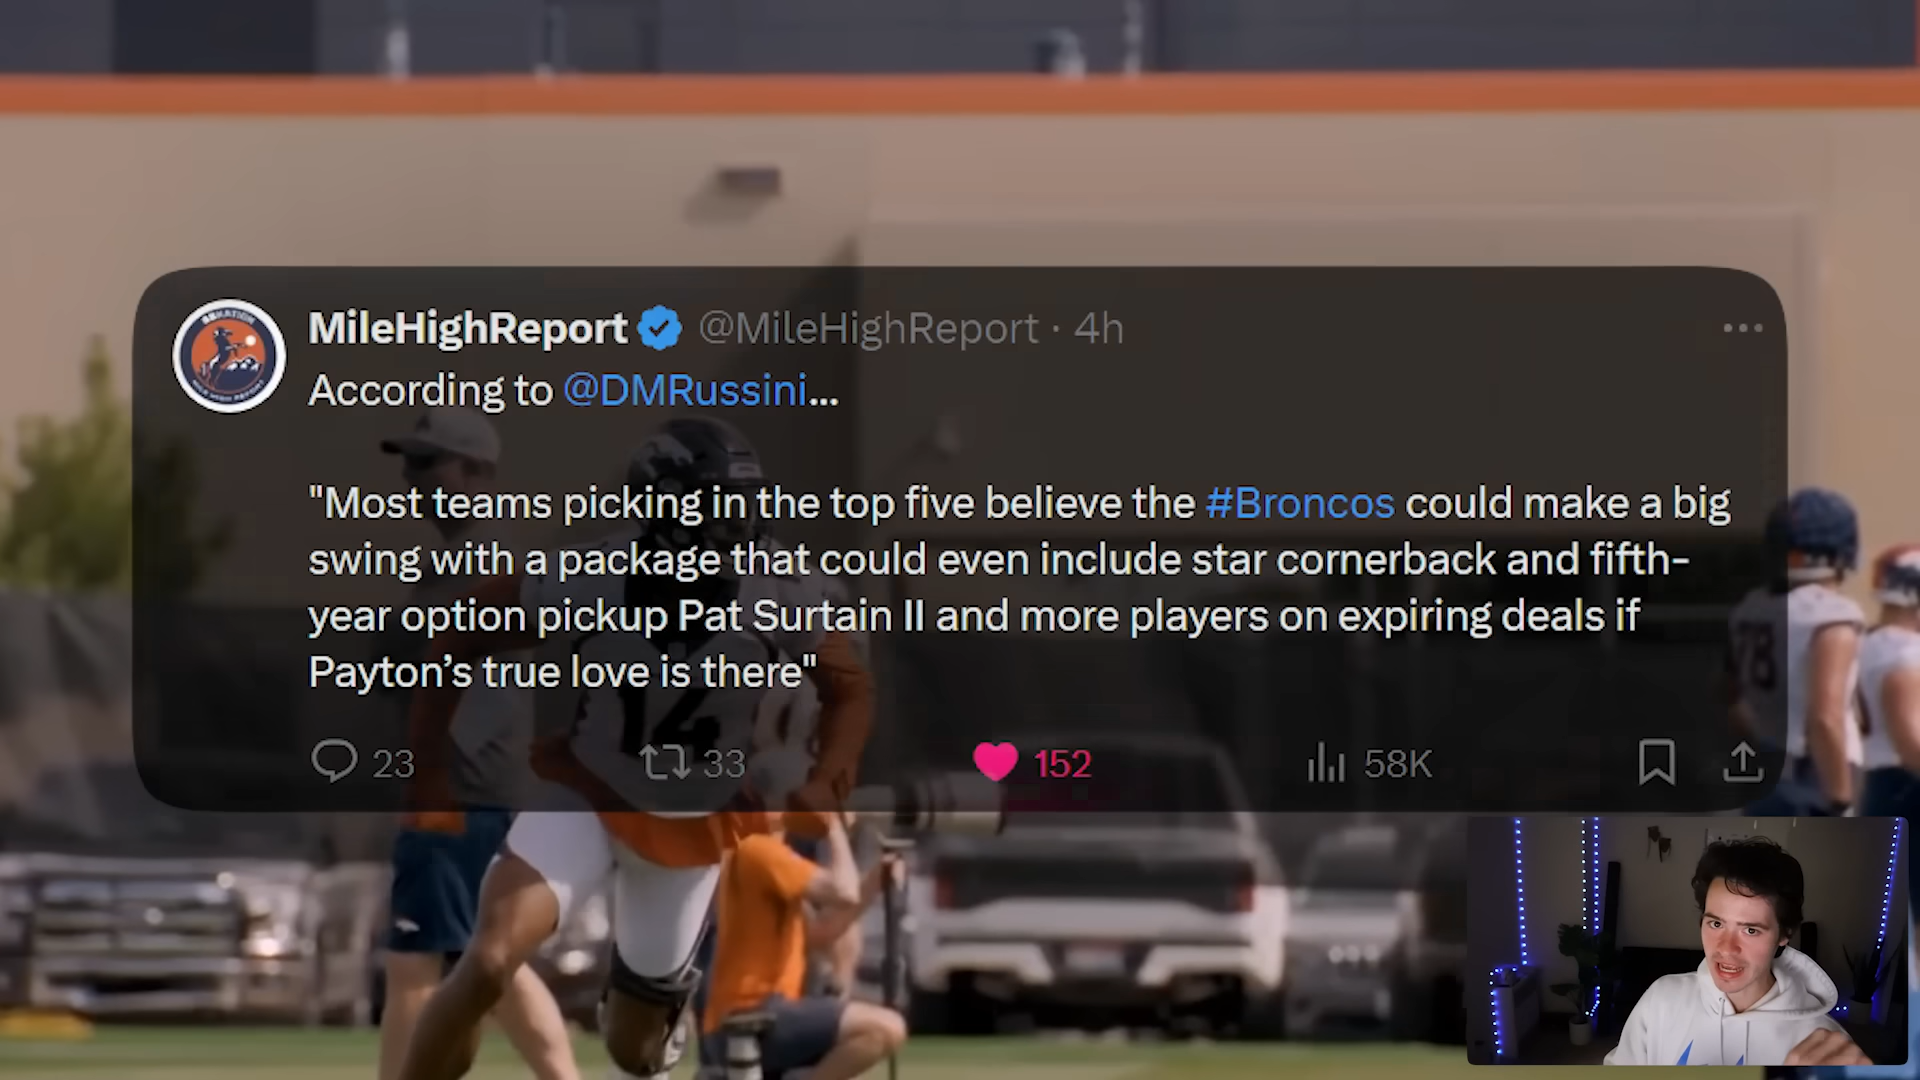 MileHighReport @MileHighReport · 4h
According to @DMRussini...
"Most teams picking in the top five believe the #Broncos could make a big
swing with a package that could even include star cornerback and fifth-
year option pickup Pat Surtain II and more players on expiring deals if
Payton’s true love is there"
23 33 152 58K
14
78